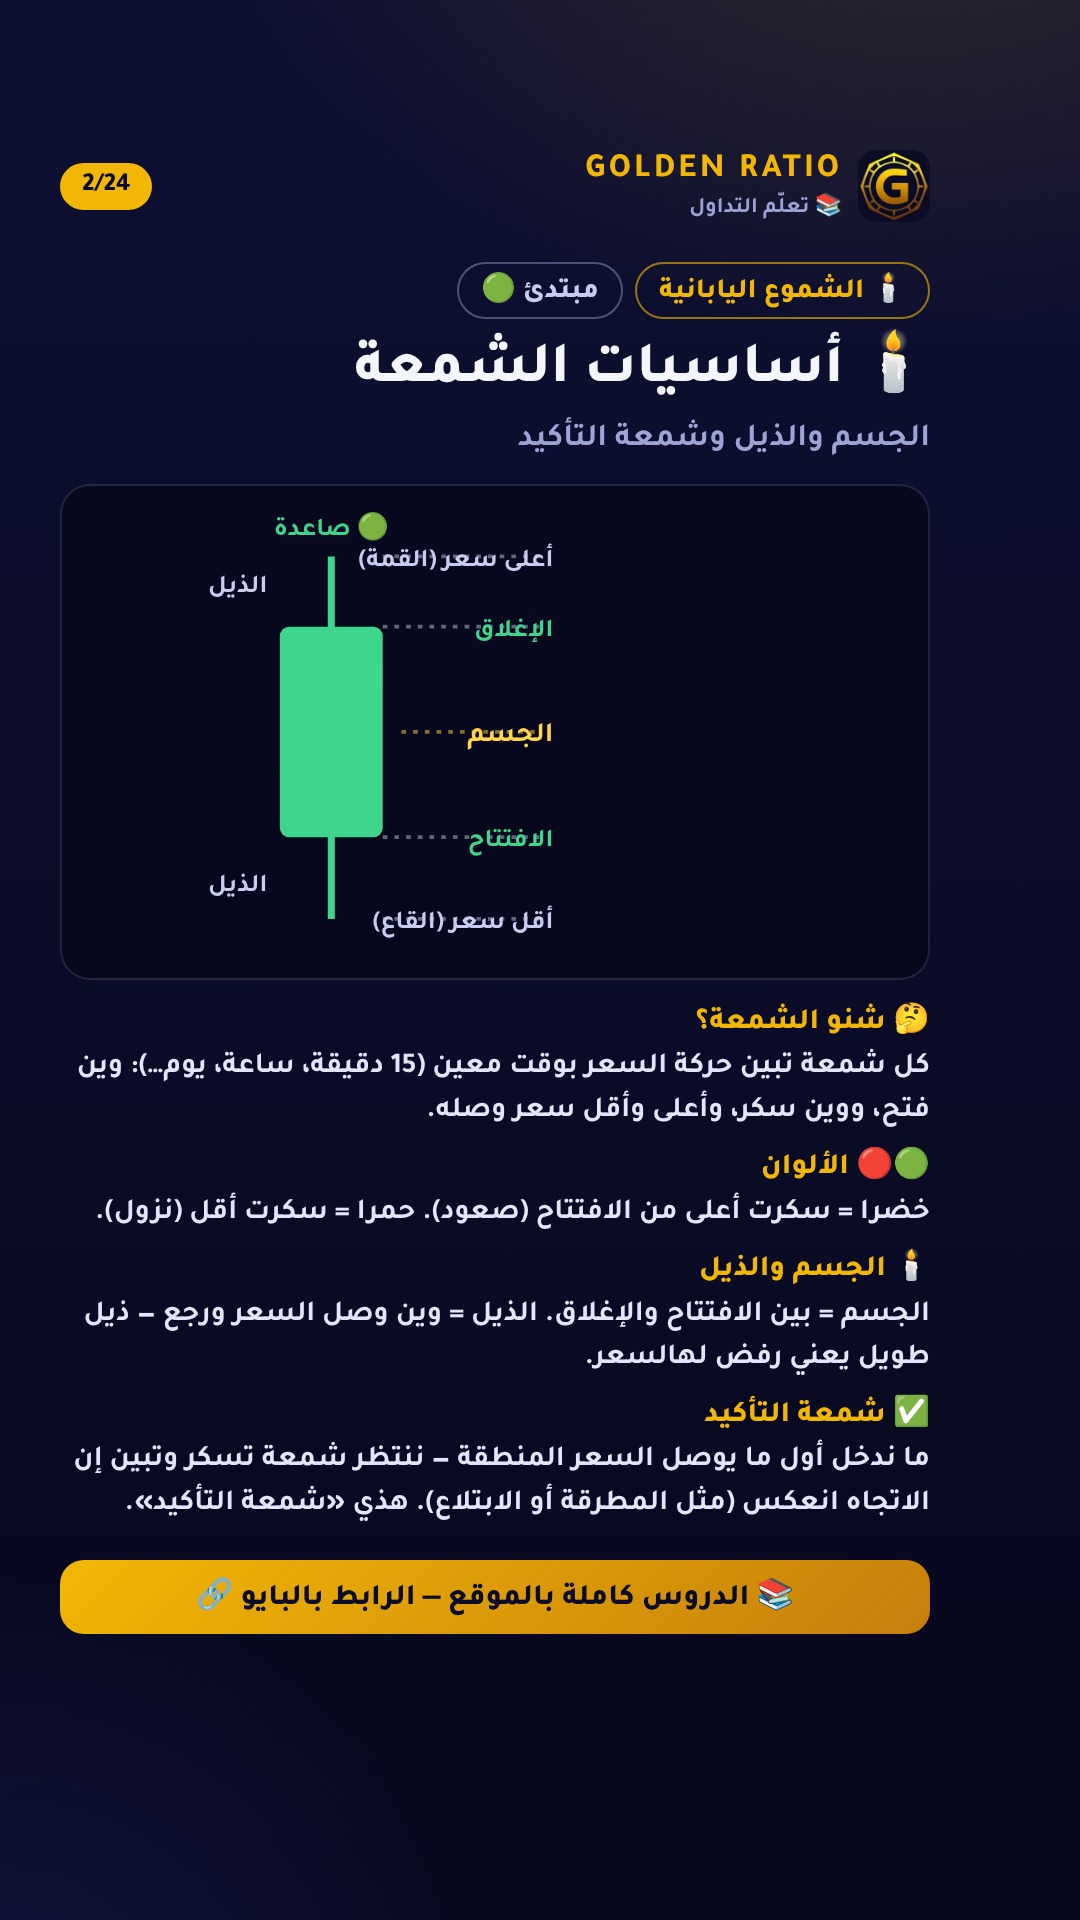 GOLDEN RATIO
📚 تعلّم التداول
2/24
🕯️ الشموع اليابانية
مبتدئ 🟢
🕯️ أساسيات الشمعة
الجسم والذيل وشمعة التأكيد
🟢 صاعدة
أعلى سعر (القمة)
الذيل
الإغلاق
الجسم
الافتتاح
الذيل
أقل سعر (القاع)
🤔 شنو الشمعة؟
كل شمعة تبين حركة السعر بوقت معين (15 دقيقة، ساعة، يوم…): وين
فتح، ووين سكر، وأعلى وأقل سعر وصله.
🟢🔴 الألوان
خضرا = سكرت أعلى من الافتتاح (صعود). حمرا = سكرت أقل (نزول).
🕯️ الجسم والذيل
الجسم = بين الافتتاح والإغلاق. الذيل = وين وصل السعر ورجع — ذيل
طويل يعني رفض لهالسعر.
✅ شمعة التأكيد
ما ندخل أول ما يوصل السعر المنطقة — ننتظر شمعة تسكر وتبين إن
الاتجاه انعكس (مثل المطرقة أو الابتلاع). هذي «شمعة التأكيد».
📚 الدروس كاملة بالموقع — الرابط بالبايو 🔗